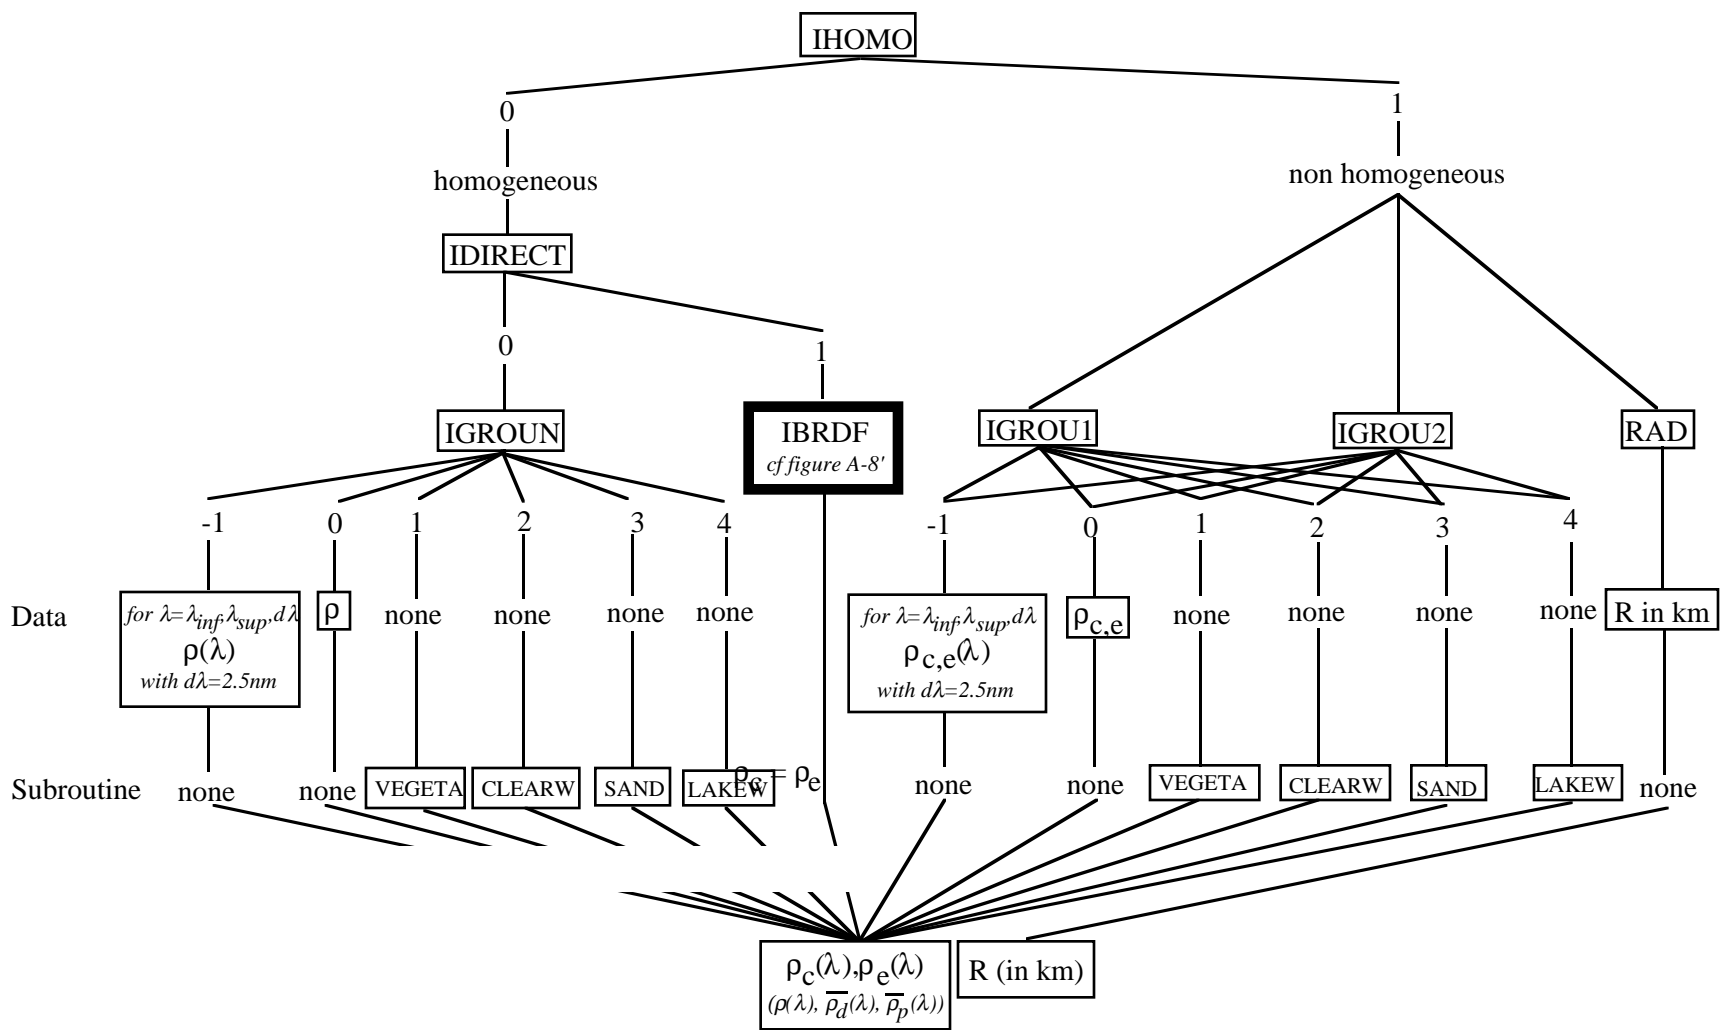 IHOMO
0 1
homogeneous non homogeneous
IDIRECT
0 1
IGROUN IBRDF IGROU1 IGROU2 RAD
cf figure A-8'
-1 0 1 2 3 4 -1 0 1 2 3 4
Data for λ=λinf,λsup,dλ ρ none none none none for λ=λinf,λsup,dλ ρc,e none none none none R in km
ρ(λ) ρc,e(λ)
with dλ=2.5nm with dλ=2.5nm
ρc = ρe
Subroutine none none VEGETA CLEARW SAND LAKEW none none VEGETA CLEARW SAND LAKEW none
ρc(λ),ρe(λ) R (in km)
(ρ(λ), ρ̅d(λ), ρ̅p(λ))